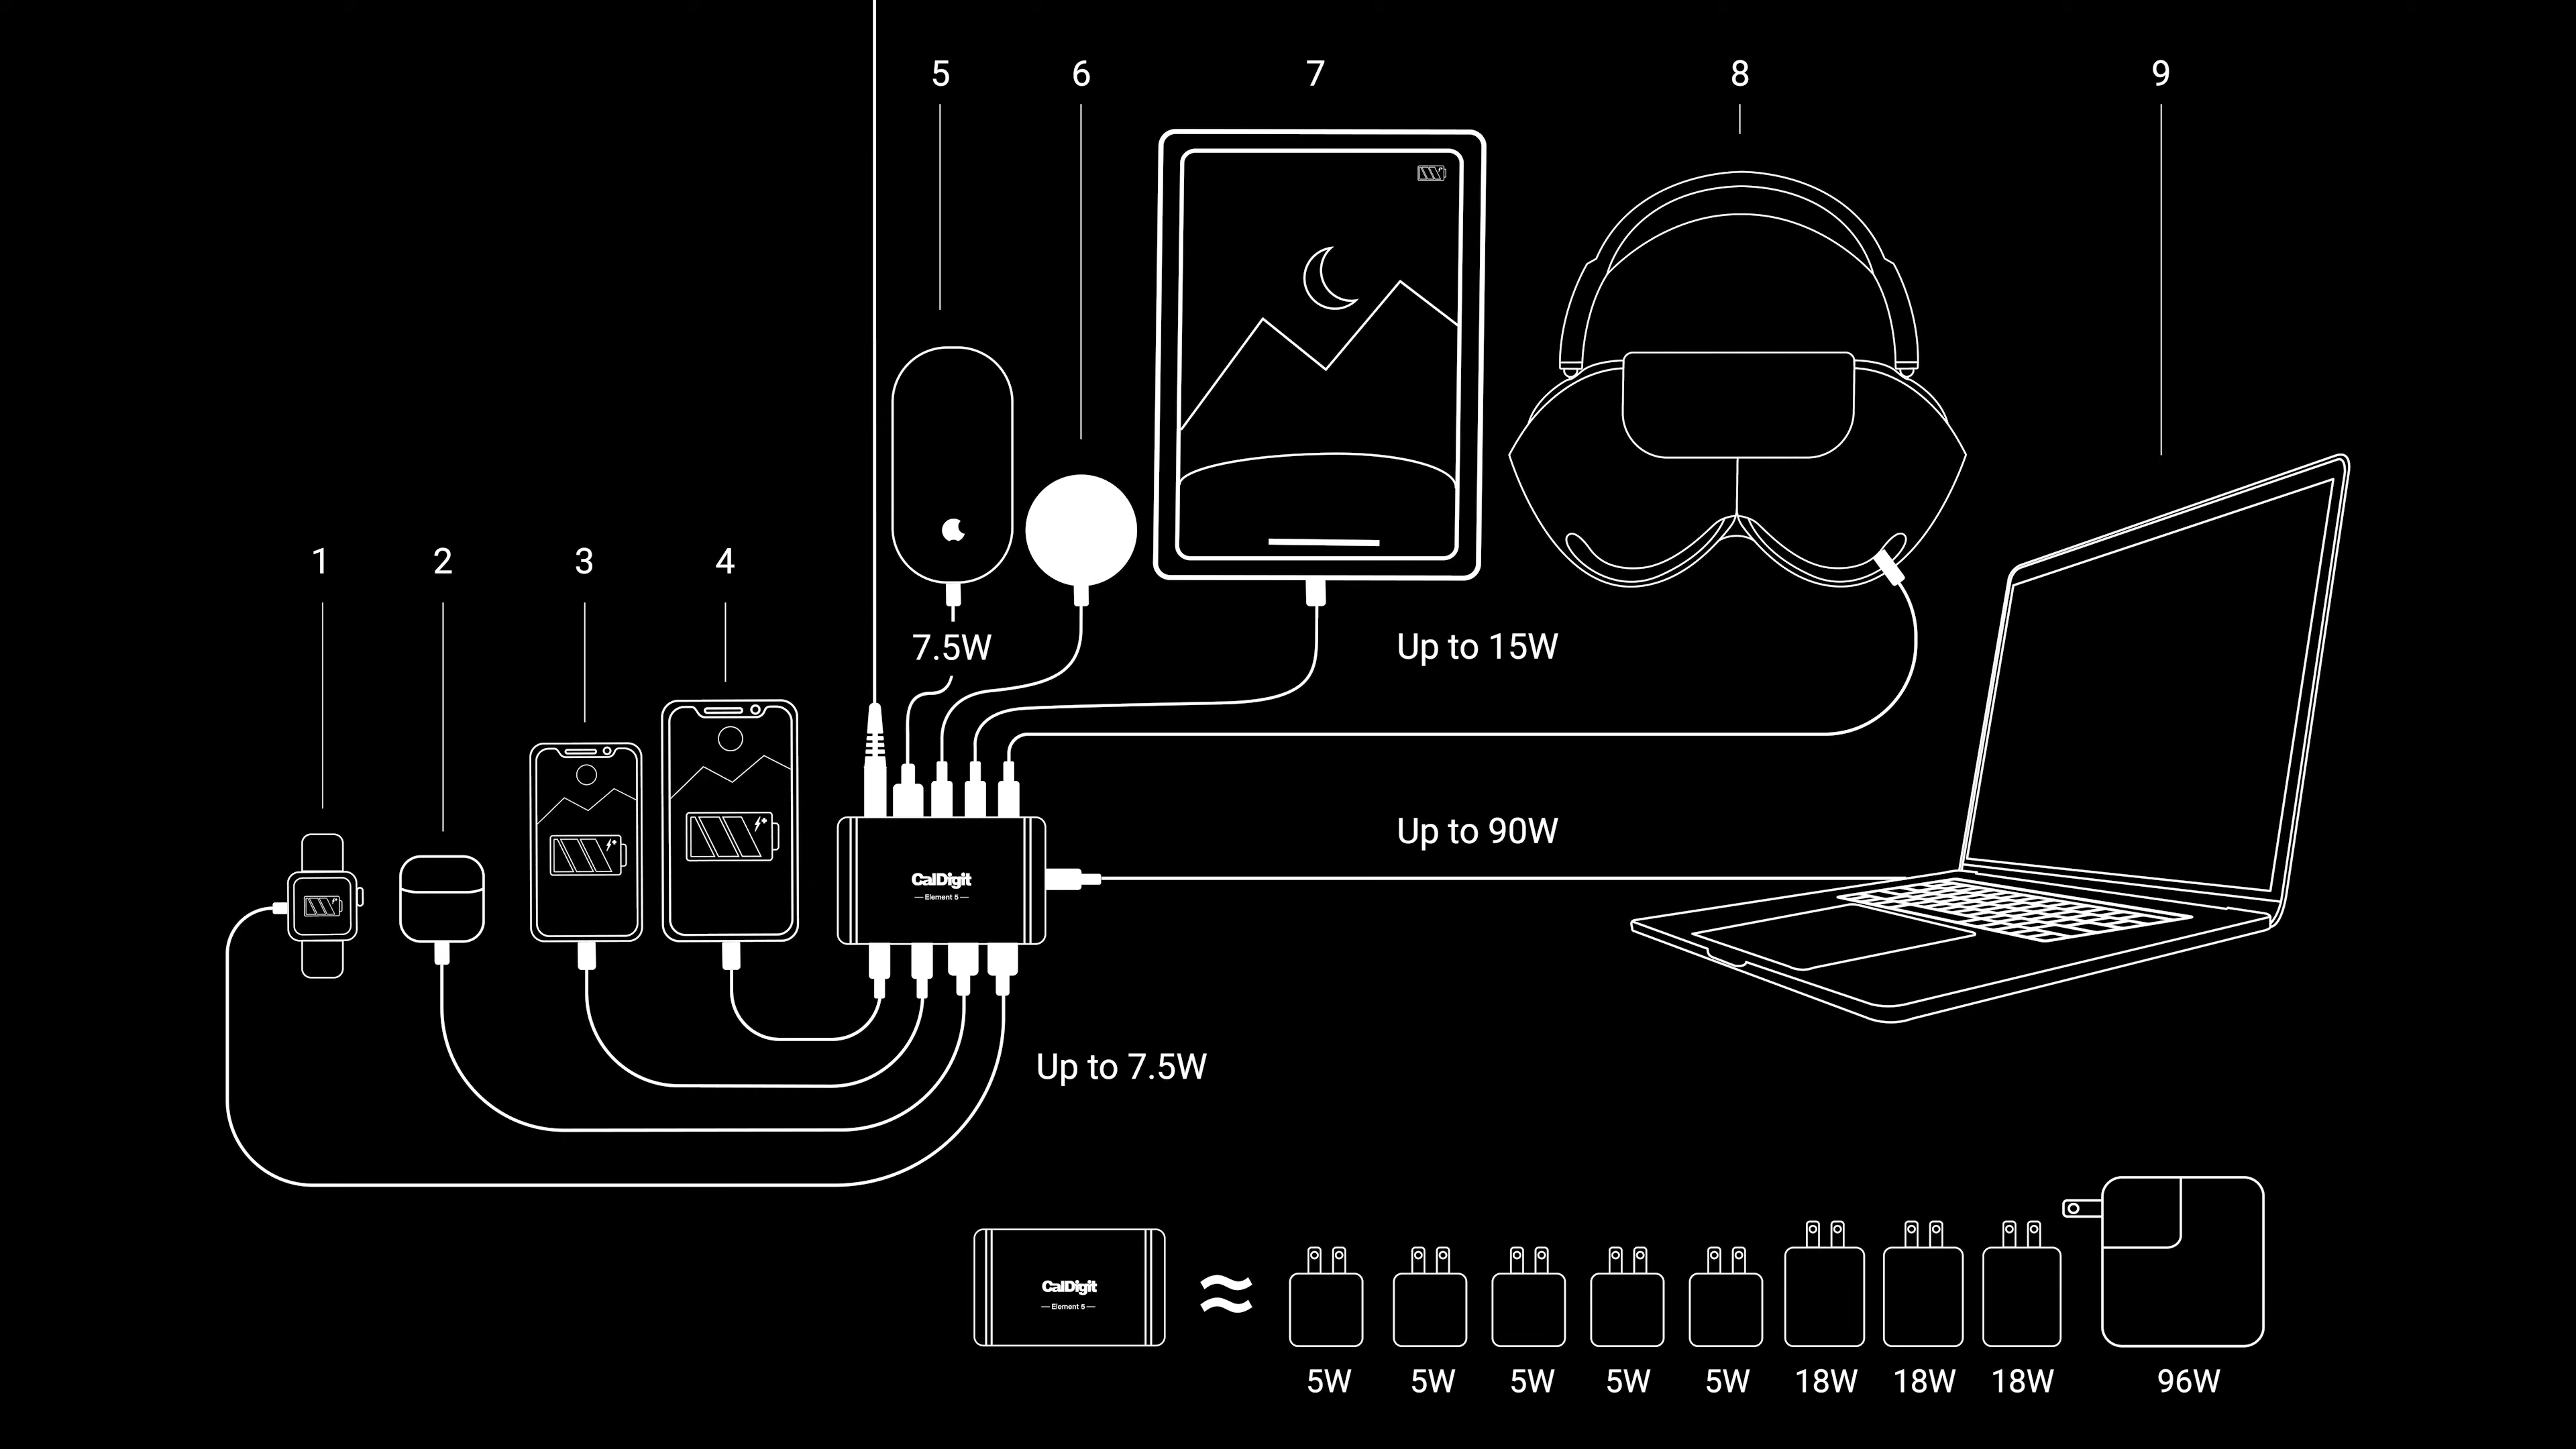 5
6
7
8
9
1
2
3
4
7.5W
Up to 15W
Up to 90W
CalDigit
Element 5
Up to 7.5W
CalDigit
Element 5
≈
5W
5W
5W
5W
5W
18W
18W
18W
96W